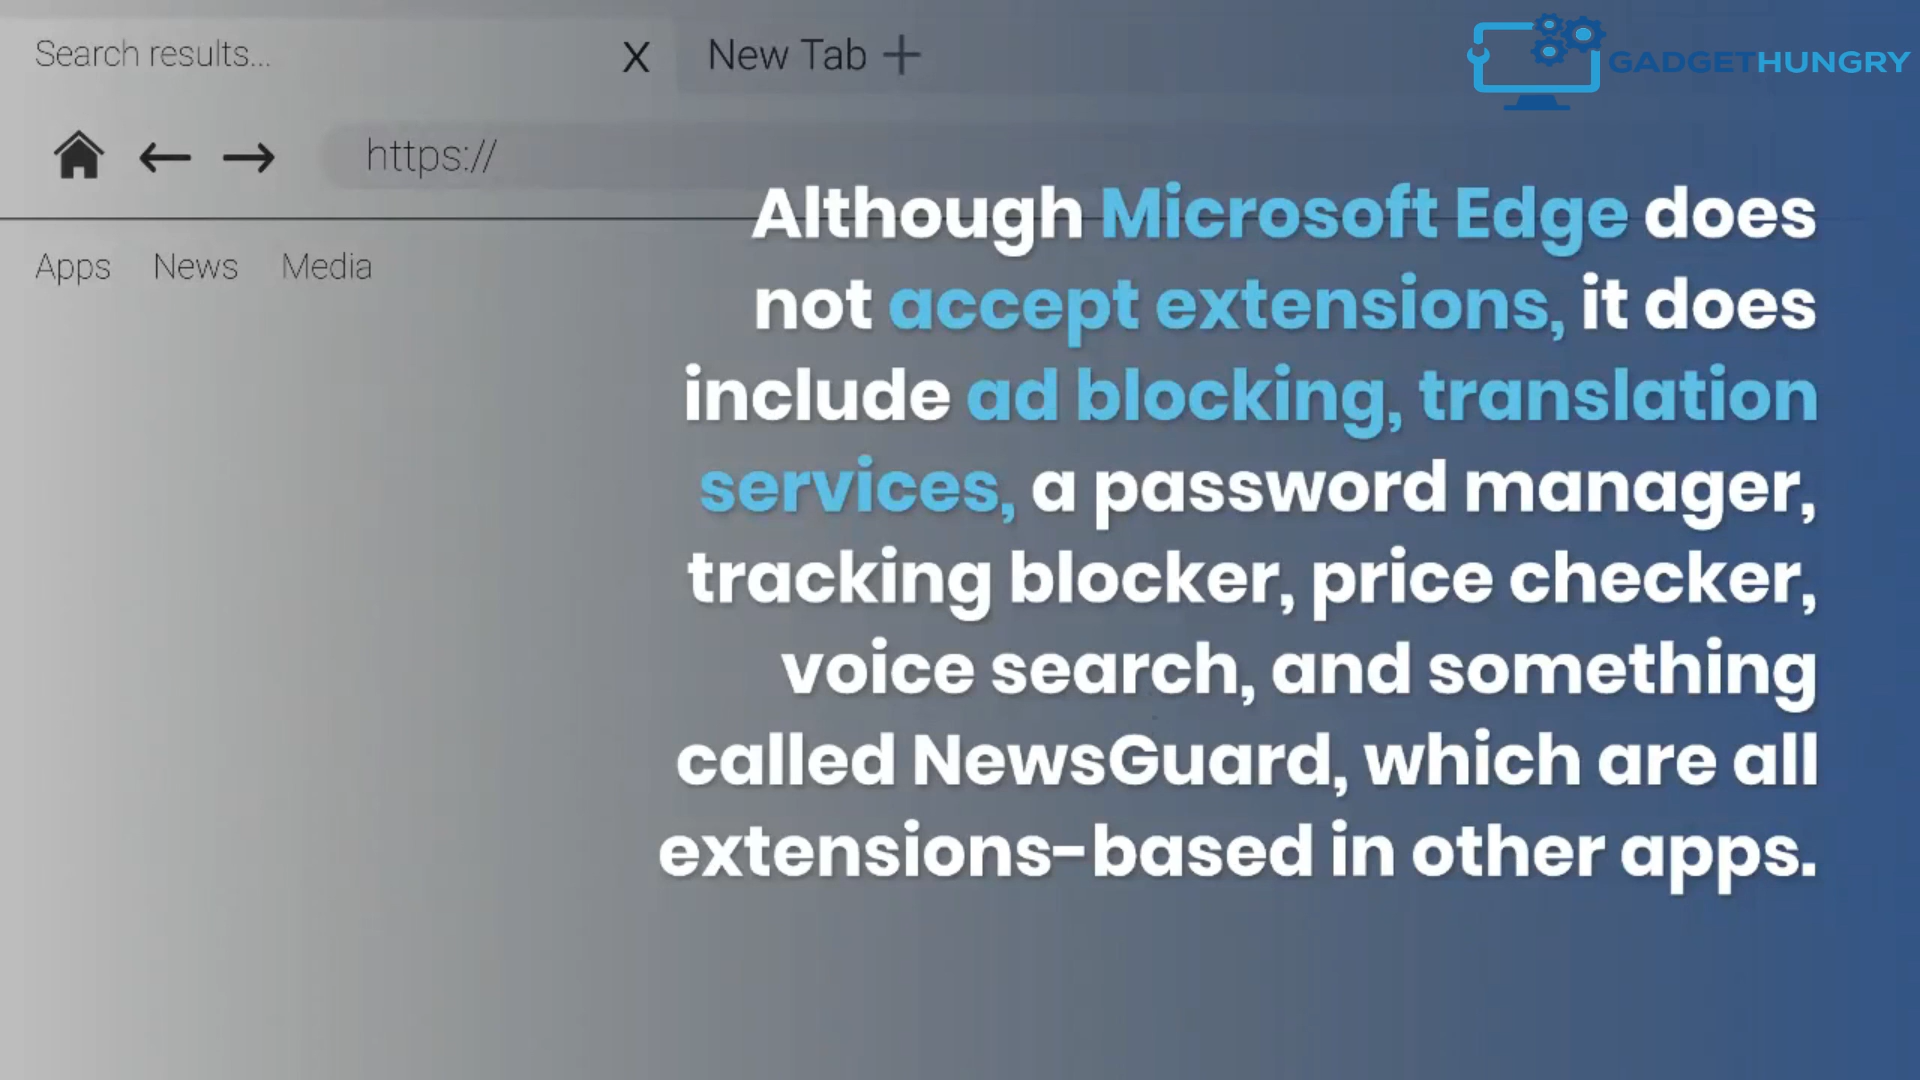 Search results...
X
New Tab +
GADGETHUNGRY
https://
Apps News Media
Although Microsoft Edge does
not accept extensions, it does
include ad blocking, translation
services, a password manager,
tracking blocker, price checker,
voice search, and something
called NewsGuard, which are all
extensions-based in other apps.